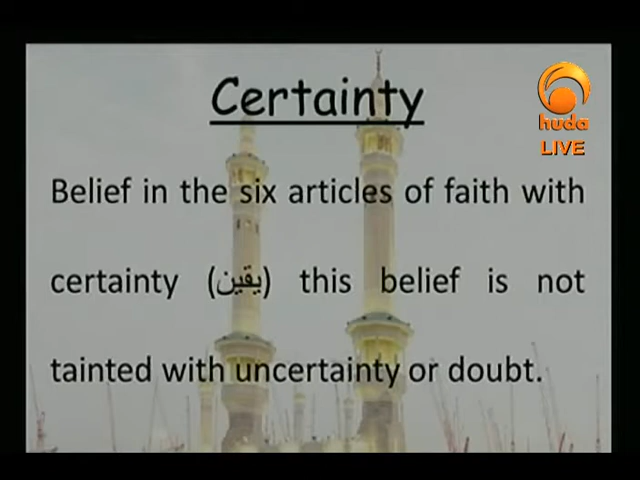 Certainty
huda
LIVE
Belief in the six articles of faith with
certainty (يقين) this belief is not
tainted with uncertainty or doubt.